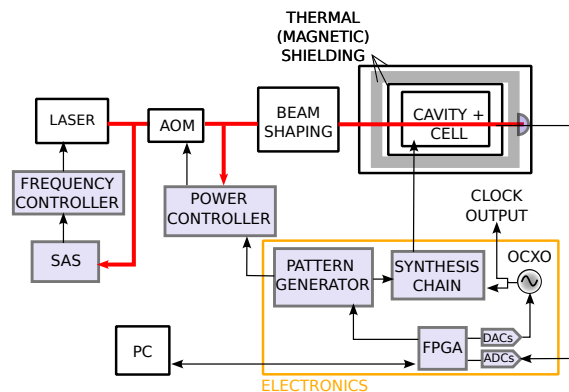 THERMAL
(MAGNETIC)
SHIELDING
LASER
AOM
BEAM
SHAPING
CAVITY +
CELL
FREQUENCY
CONTROLLER
POWER
CONTROLLER
CLOCK
OUTPUT
SAS
PATTERN
GENERATOR
SYNTHESIS
CHAIN
OCXO
PC
FPGA
DACs
ADCs
ELECTRONICS